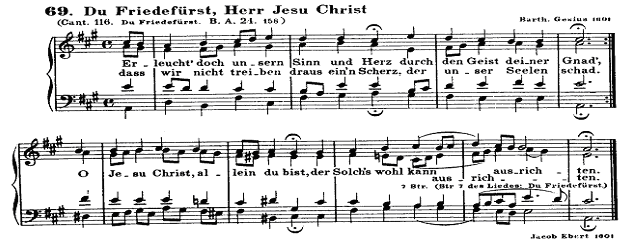 69. Du Friedefürst, Herr Jesu Christ
(Cant. 116. Du Friedefürst. B. A. 24. 158)
Barth. Gesius 1601
Er-leucht' doch un-sern Sinn und Herz durch den Geist dei-ner Gnad',
dass wir nicht trei-ben draus ein'n Scherz, der un-ser Seelen schad.
O Je-su Christ, al-lein du bist, der Solch's wohl kann ausrich-ten.
aus rich-ten.
7 Str. (Str 7 des Liedes: Du Friedefürst.)
Jacob Ebert 1601